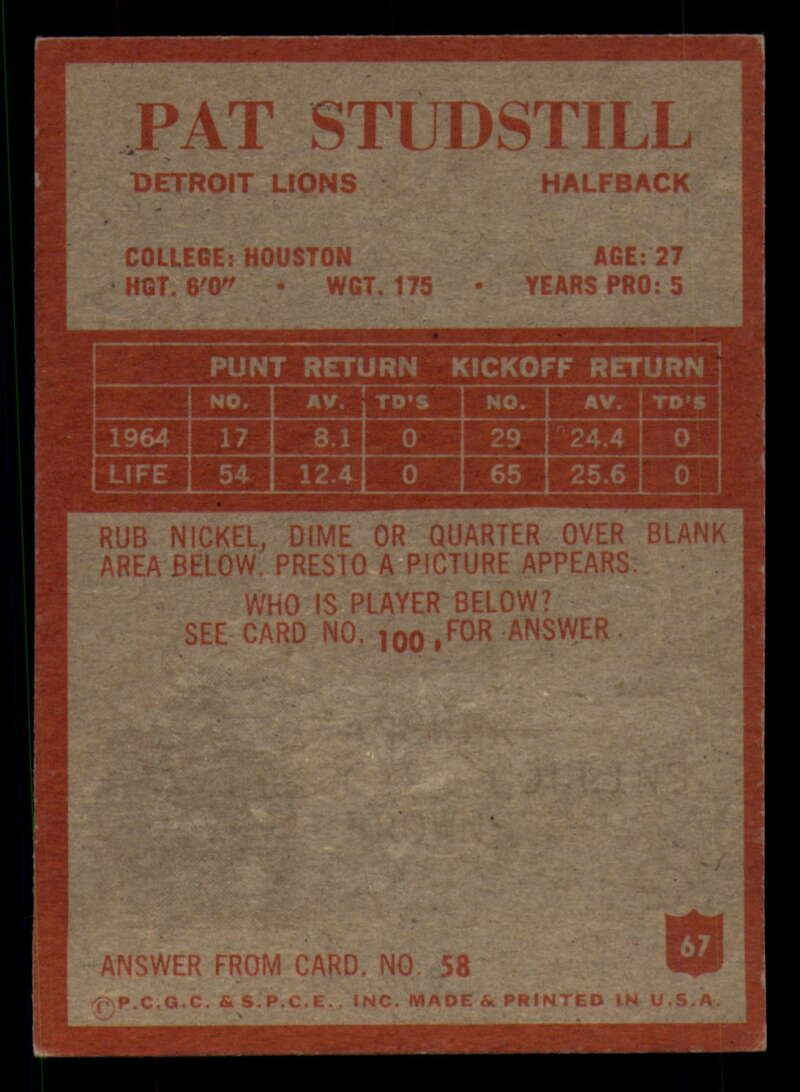 PAT STUDSTILL
DETROIT LIONS HALFBACK
COLLEGE: HOUSTON AGE: 27
HGT. 6'0" • WGT. 175 • YEARS PRO: 5
PUNT RETURN KICKOFF RETURN
NO. AV. TD'S NO. AV. TD'S
1964 17 8.1 0 29 24.4 0
LIFE 54 12.4 0 65 25.6 0
RUB NICKEL, DIME OR QUARTER OVER BLANK
AREA BELOW. PRESTO A PICTURE APPEARS.
WHO IS PLAYER BELOW?
SEE CARD NO. 100, FOR ANSWER.
67
ANSWER FROM CARD. NO. 58
©P.C.G.C. & S.P.C.E., INC. MADE & PRINTED IN U.S.A.